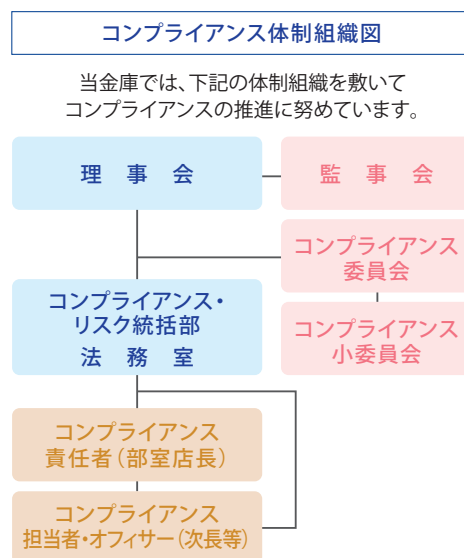 コンプライアンス体制組織図
当金庫では、下記の体制組織を敷いて
コンプライアンスの推進に努めています。
理　事　会
監　事　会
コンプライアンス
委員会
コンプライアンス・
リスク統括部
法　務　室
コンプライアンス
小委員会
コンプライアンス
責任者（部室店長）
コンプライアンス
担当者・オフィサー（次長等）